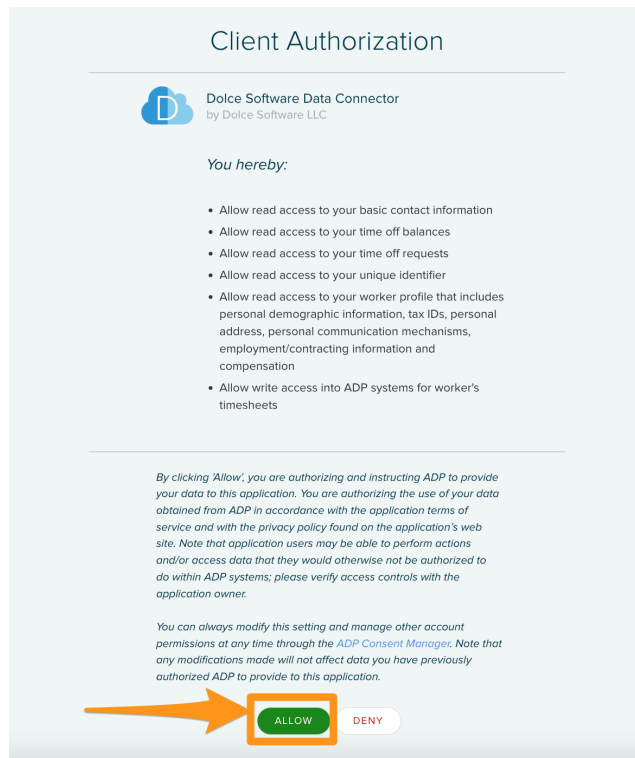 Client Authorization
D
Dolce Software Data Connector
by Dolce Software LLC
You hereby:
• Allow read access to your basic contact information
• Allow read access to your time off balances
• Allow read access to your time off requests
• Allow read access to your unique identifier
• Allow read access to your worker profile that includes
personal demographic information, tax IDs, personal
address, personal communication mechanisms,
employment/contracting information and
compensation
• Allow write access into ADP systems for worker's
timesheets
By clicking 'Allow', you are authorizing and instructing ADP to provide
your data to this application. You are authorizing the use of your data
obtained from ADP in accordance with the application terms of
service and with the privacy policy found on the application's web
site. Note that application users may be able to perform actions
and/or access data that they would otherwise not be authorized to
do within ADP systems; please verify access controls with the
application owner.
You can always modify this setting and manage other account
permissions at any time through the ADP Consent Manager. Note that
any modifications made will not affect data you have previously
authorized ADP to provide to this application.
ALLOW DENY